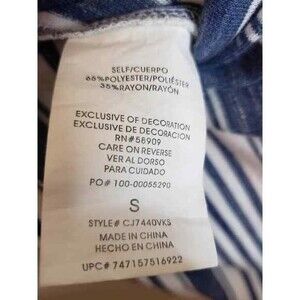 SELF/CUERPO
65%POLYESTER/POLIÉSTER
35%RAYON/RAYÓN
EXCLUSIVE OF DECORATION
EXCLUSIVE DE DECORACIÓN
RN#58909
CARE ON REVERSE
VER AL DORSO
PARA CUIDADO
PO# 100-00055290
S
STYLE# CJ7440VKS
MADE IN CHINA
HECHO EN CHINA
UPC# 747157516922